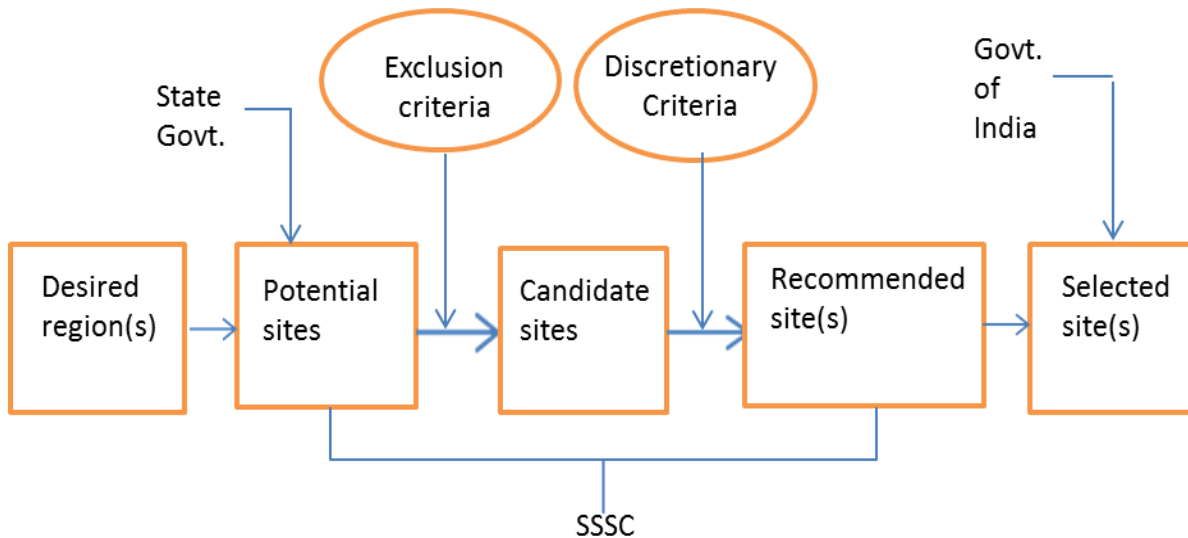 State
Govt.
Exclusion
criteria
Discretionary
Criteria
Govt.
of
India
Desired
region(s)
Potential
sites
Candidate
sites
Recommended
site(s)
Selected
site(s)
SSSC